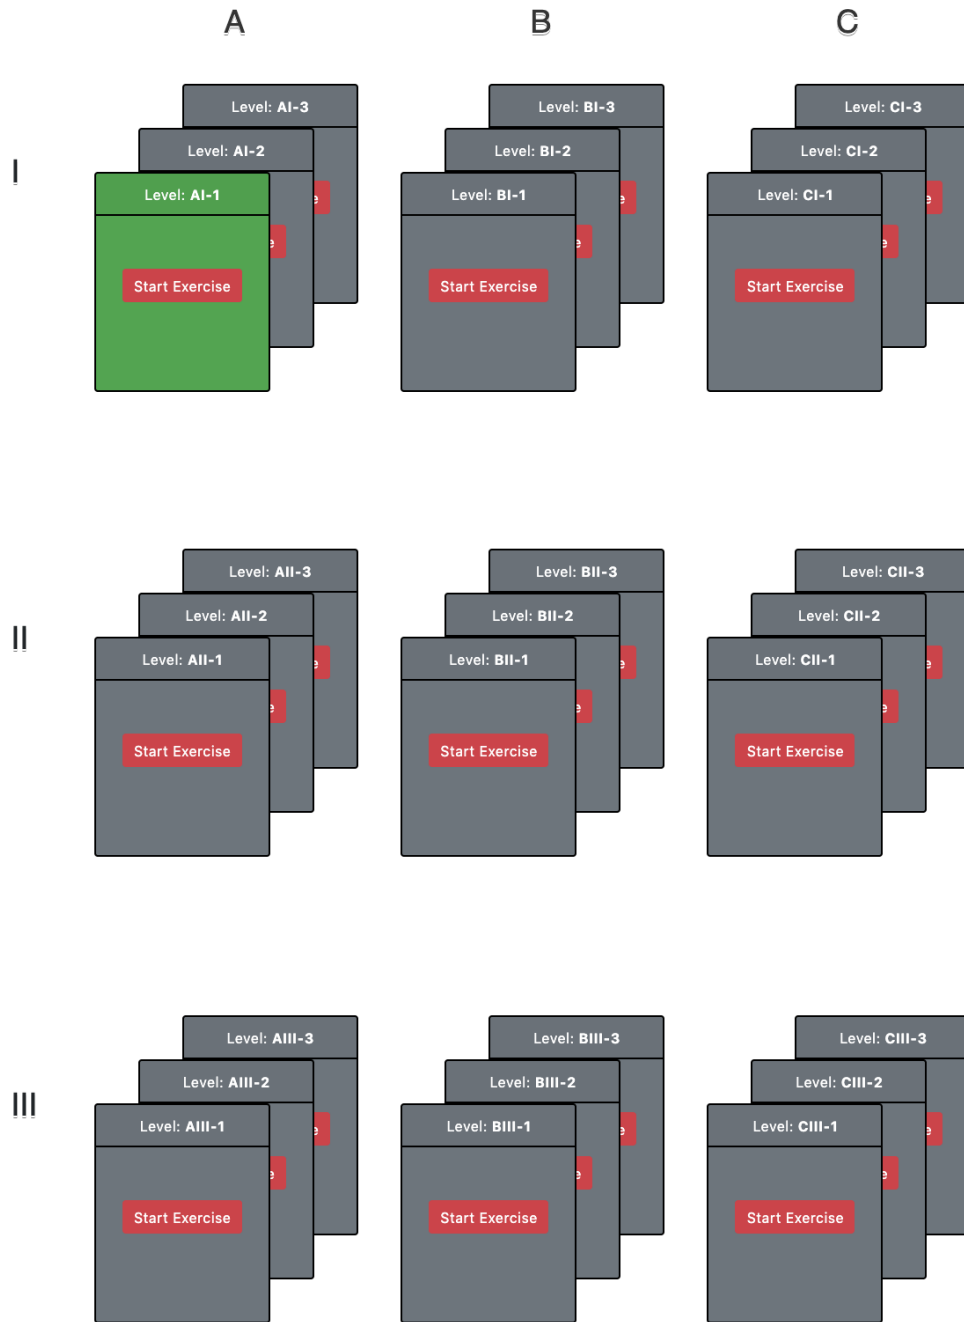 A B C
I
Level: AI-3
Level: AI-2
Level: AI-1
e
e
Start Exercise
Level: BI-3
Level: BI-2
Level: BI-1
e
e
Start Exercise
Level: CI-3
Level: CI-2
Level: CI-1
e
e
Start Exercise
II
Level: AII-3
Level: AII-2
Level: AII-1
e
e
Start Exercise
Level: BII-3
Level: BII-2
Level: BII-1
e
e
Start Exercise
Level: CII-3
Level: CII-2
Level: CII-1
e
e
Start Exercise
III
Level: AIII-3
Level: AIII-2
Level: AIII-1
e
e
Start Exercise
Level: BIII-3
Level: BIII-2
Level: BIII-1
e
e
Start Exercise
Level: CIII-3
Level: CIII-2
Level: CIII-1
e
e
Start Exercise